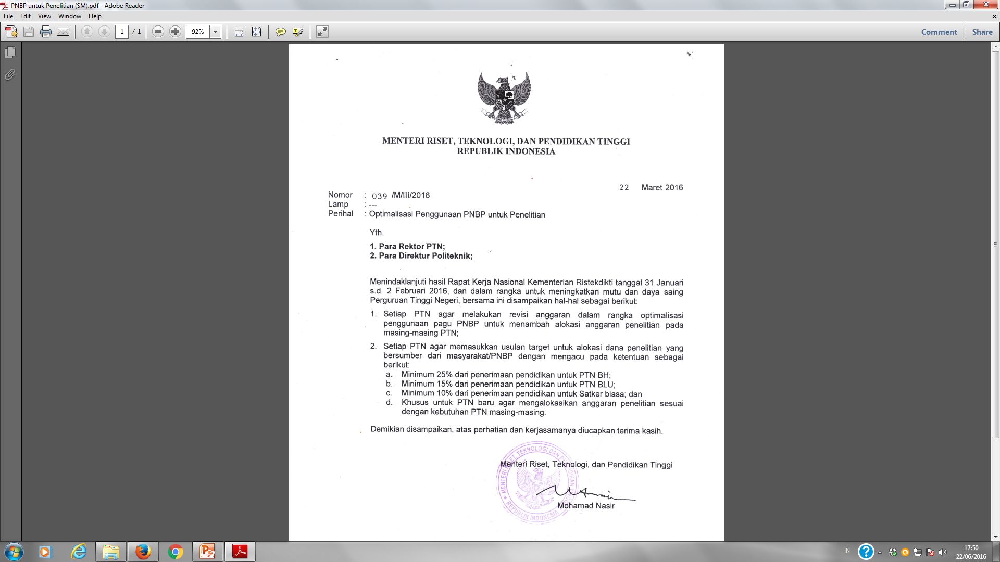 PNBP untuk Penelitian (SM).pdf - Adobe Reader
File Edit View Window Help
1 / 1 92% Comment Share
MENTERI RISET, TEKNOLOGI, DAN PENDIDIKAN TINGGI
REPUBLIK INDONESIA
22 Maret 2016
Nomor : 039 /M/III/2016
Lamp : ---
Perihal : Optimalisasi Penggunaan PNBP untuk Penelitian
Yth.
1. Para Rektor PTN;
2. Para Direktur Politeknik;
Menindaklanjuti hasil Rapat Kerja Nasional Kementerian Ristekdikti tanggal 31 Januari
s.d. 2 Februari 2016, dan dalam rangka untuk meningkatkan mutu dan daya saing
Perguruan Tinggi Negeri, bersama ini disampaikan hal-hal sebagai berikut:
1. Setiap PTN agar melakukan revisi anggaran dalam rangka optimalisasi
penggunaan pagu PNBP untuk menambah alokasi anggaran penelitian pada
masing-masing PTN;
2. Setiap PTN agar memasukkan usulan target untuk alokasi dana penelitian yang
bersumber dari masyarakat/PNBP dengan mengacu pada ketentuan sebagai
berikut:
a. Minimum 25% dari penerimaan pendidikan untuk PTN BH;
b. Minimum 15% dari penerimaan pendidikan untuk PTN BLU;
c. Minimum 10% dari penerimaan pendidikan untuk Satker biasa; dan
d. Khusus untuk PTN baru agar mengalokasikan anggaran penelitian sesuai
dengan kebutuhan PTN masing-masing.
Demikian disampaikan, atas perhatian dan kerjasamanya diucapkan terima kasih.
Menteri Riset, Teknologi, dan Pendidikan Tinggi
MENTERI RISET, TEKNOLOGI DAN PENDIDIKAN TINGGI
REPUBLIK INDONESIA
Mohamad Nasir
IN
17:50
22/06/2016